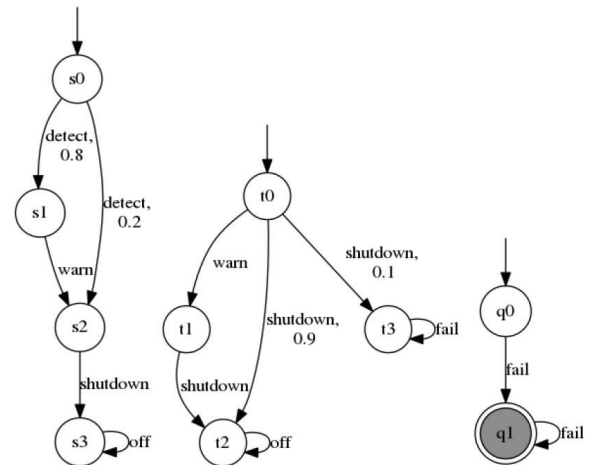 s0
detect,
0.8
detect,
0.2
s1
warn
s2
shutdown
s3
off
t0
warn
shutdown,
0.9
shutdown,
0.1
t1
t3
fail
shutdown
t2
off
q0
fail
q1
fail